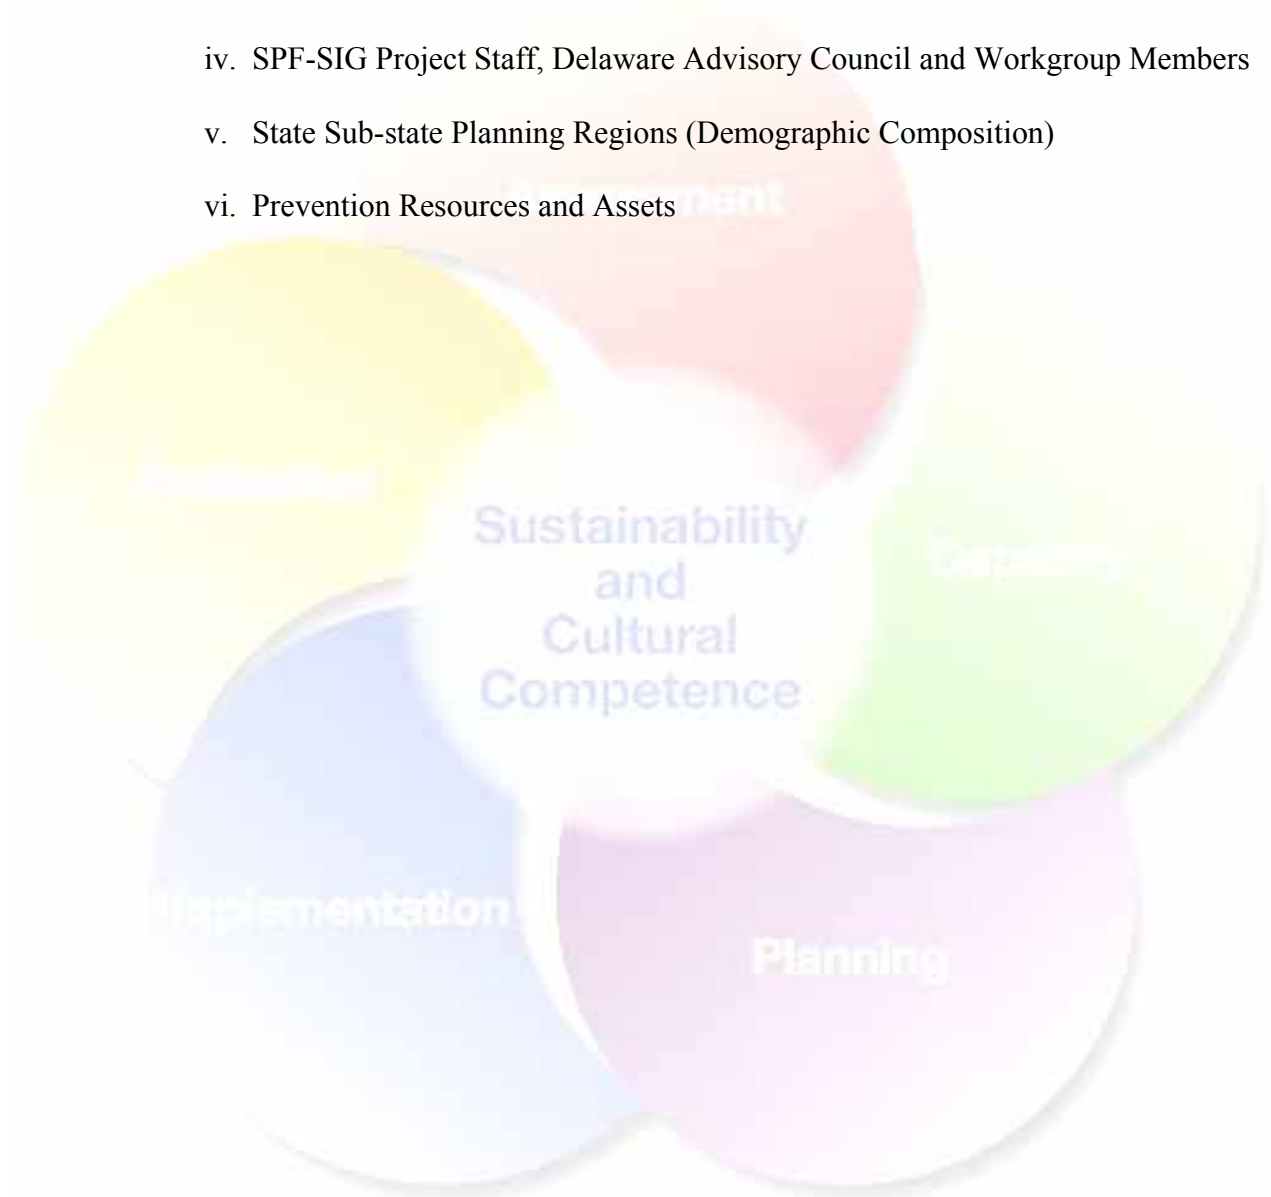 iv. SPF-SIG Project Staff, Delaware Advisory Council and Workgroup Members
v. State Sub-state Planning Regions (Demographic Composition)
vi. Prevention Resources and Assets
Sustainability
and
Cultural
Competence
Implementation
Planning